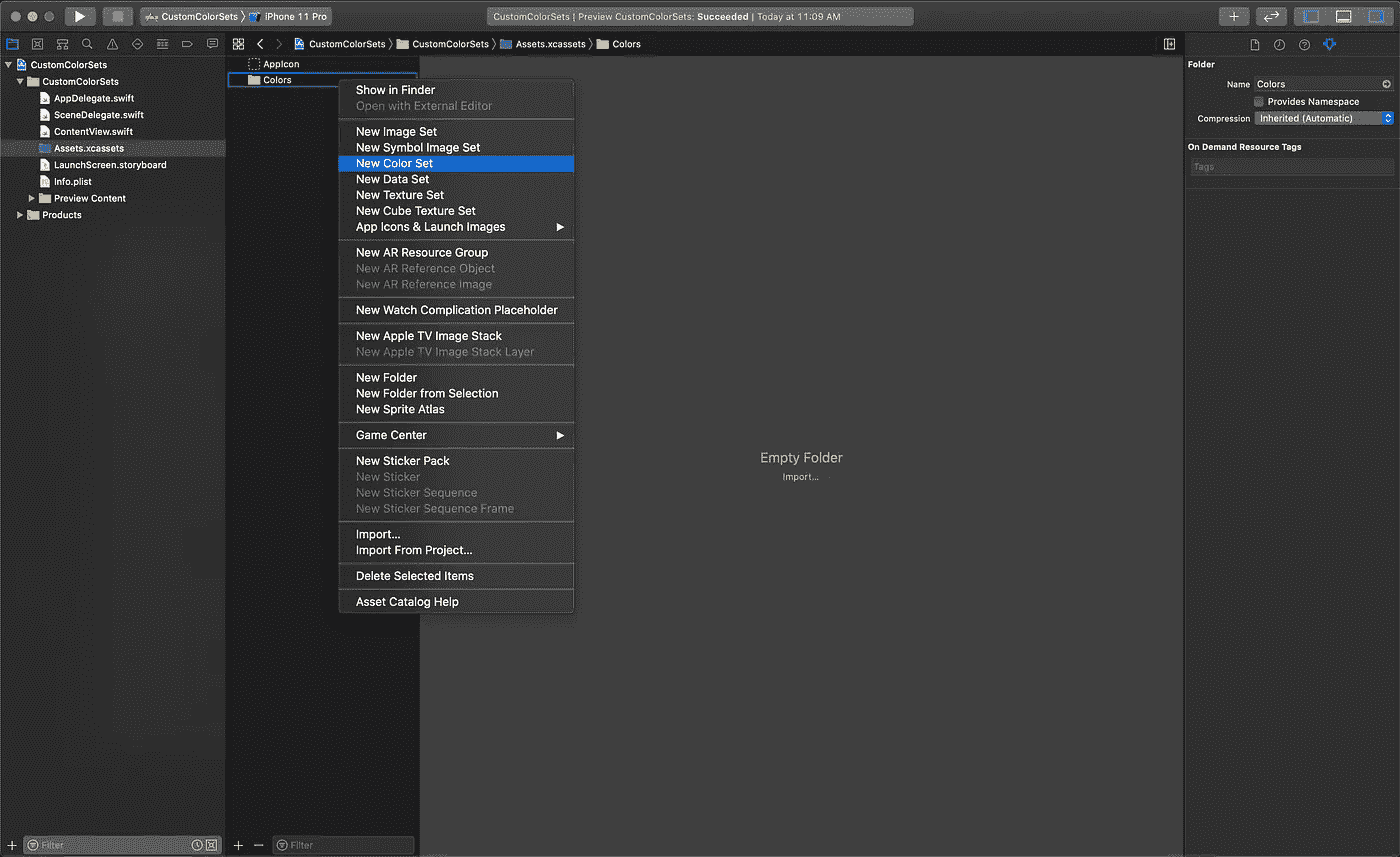 CustomColorSets 〉 iPhone 11 Pro
CustomColorSets | Preview CustomColorSets: Succeeded | Today at 11:09 AM
CustomColorSets 〉 CustomColorSets 〉 Assets.xcassets 〉 Colors
CustomColorSets
CustomColorSets
AppDelegate.swift
SceneDelegate.swift
ContentView.swift
Assets.xcassets
LaunchScreen.storyboard
Info.plist
Preview Content
Products
Filter
AppIcon
Colors
Filter
Show in Finder
Open with External Editor
New Image Set
New Symbol Image Set
New Color Set
New Data Set
New Texture Set
New Cube Texture Set
App Icons & Launch Images
New AR Resource Group
New AR Reference Object
New AR Reference Image
New Watch Complication Placeholder
New Apple TV Image Stack
New Apple TV Image Stack Layer
New Folder
New Folder from Selection
New Sprite Atlas
Game Center
New Sticker Pack
New Sticker
New Sticker Sequence
New Sticker Sequence Frame
Import...
Import From Project...
Delete Selected Items
Asset Catalog Help
Empty Folder
Import...
Folder
Name Colors
Provides Namespace
Compression Inherited (Automatic)
On Demand Resource Tags
Tags